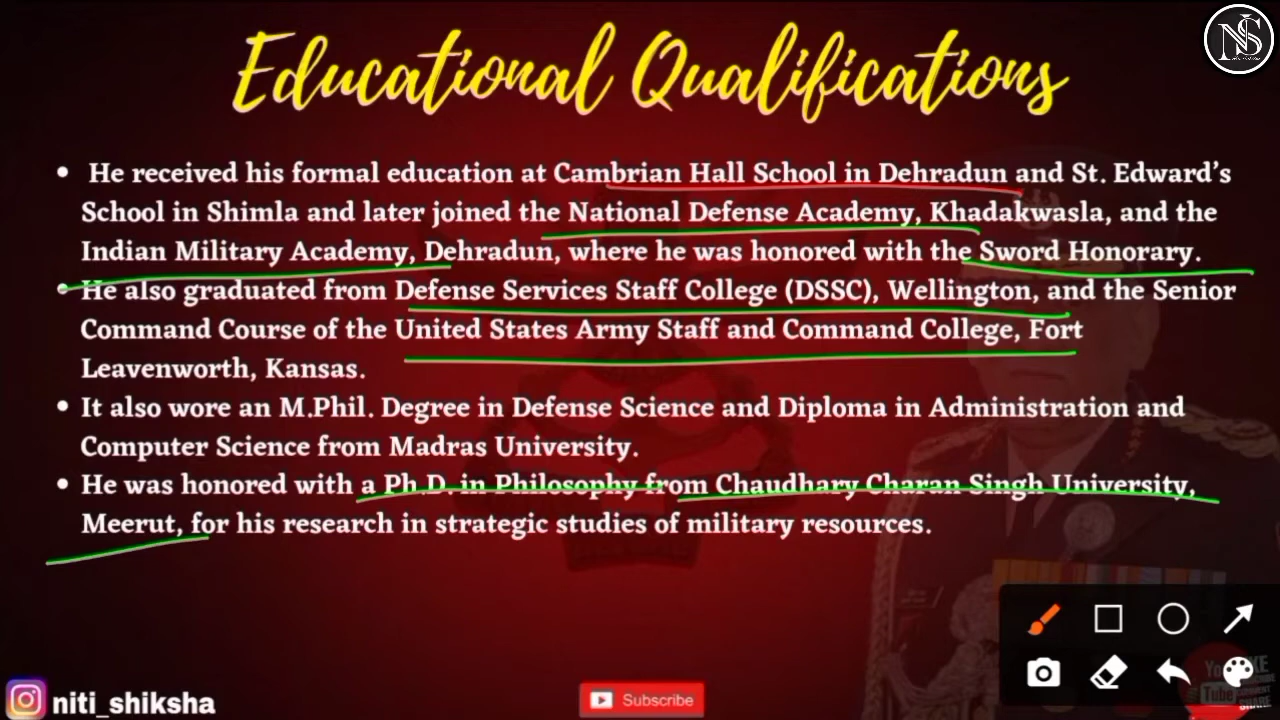 NS
Educational Qualifications
• He received his formal education at Cambrian Hall School in Dehradun and St. Edward’s
School in Shimla and later joined the National Defense Academy, Khadakwasla, and the
Indian Military Academy, Dehradun, where he was honored with the Sword Honorary.
• He also graduated from Defense Services Staff College (DSSC), Wellington, and the Senior
Command Course of the United States Army Staff and Command College, Fort
Leavenworth, Kansas.
• It also wore an M.Phil. Degree in Defense Science and Diploma in Administration and
Computer Science from Madras University.
• He was honored with a Ph.D. in Philosophy from Chaudhary Charan Singh University,
Meerut, for his research in strategic studies of military resources.
niti_shiksha
Subscribe